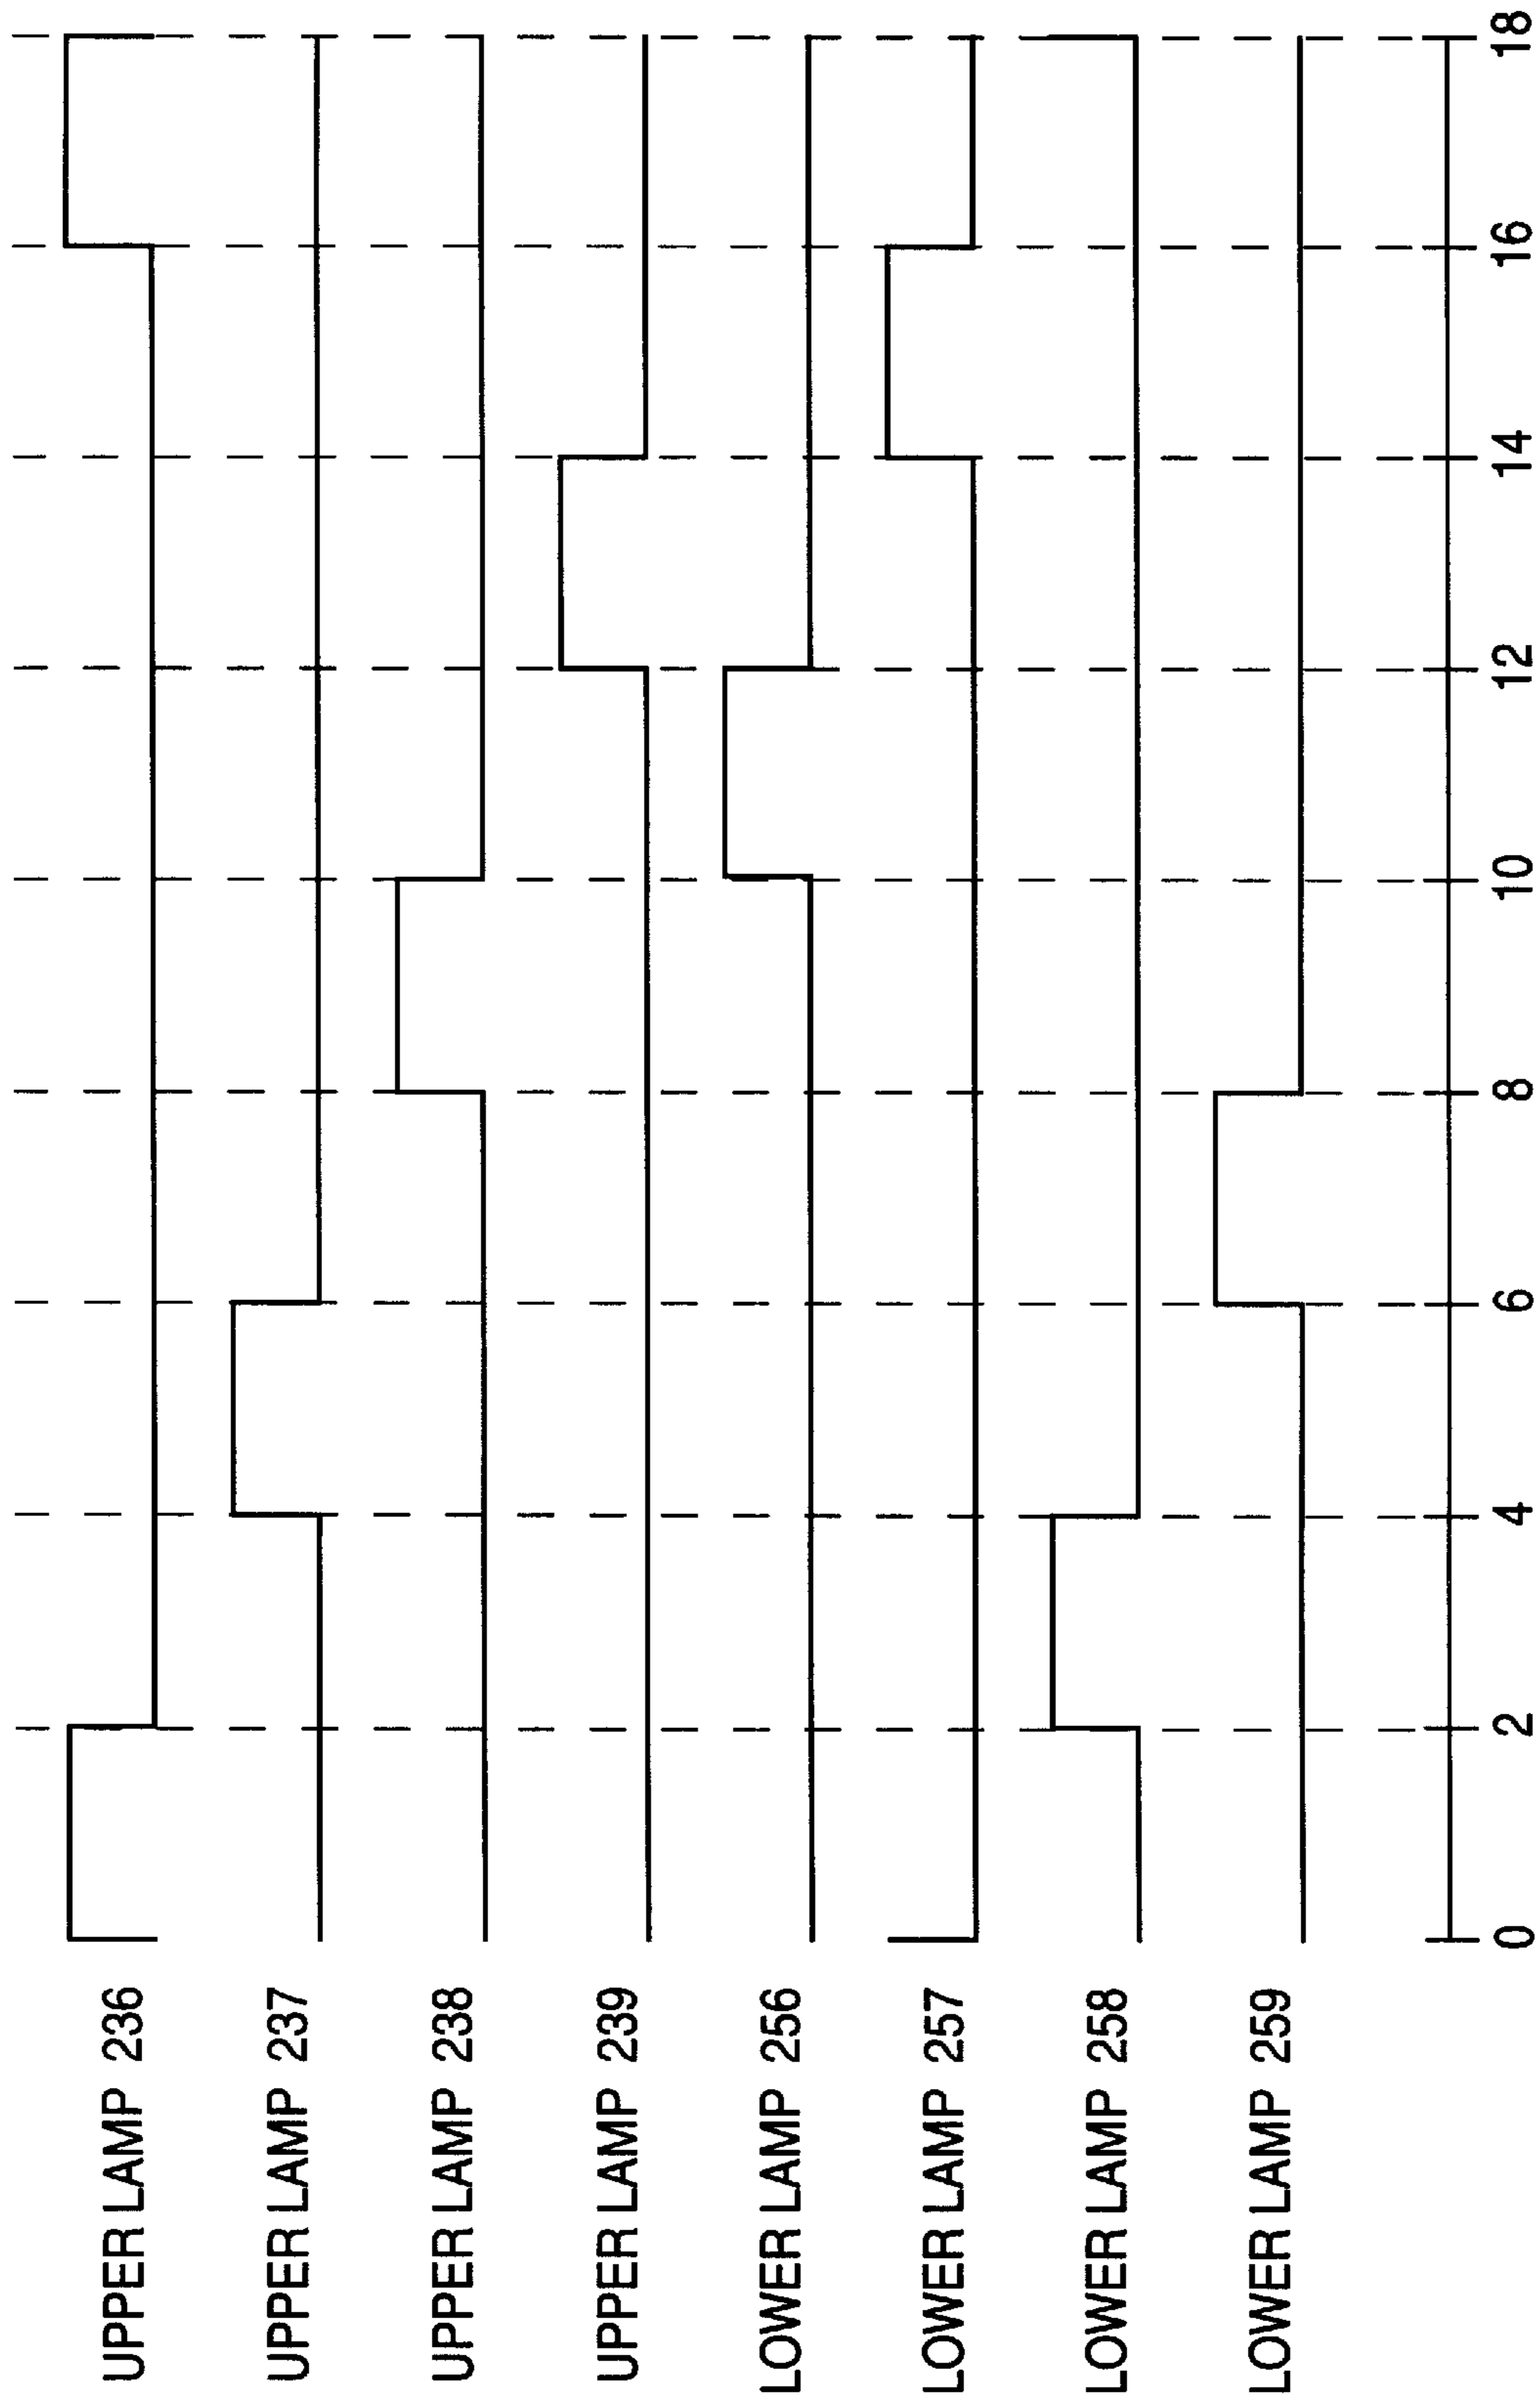 UPPER LAMP 236
UPPER LAMP 237
UPPER LAMP 238
UPPER LAMP 239
LOWER LAMP 256
LOWER LAMP 257
LOWER LAMP 258
LOWER LAMP 259
0 2 4 6 8 10 12 14 16 18